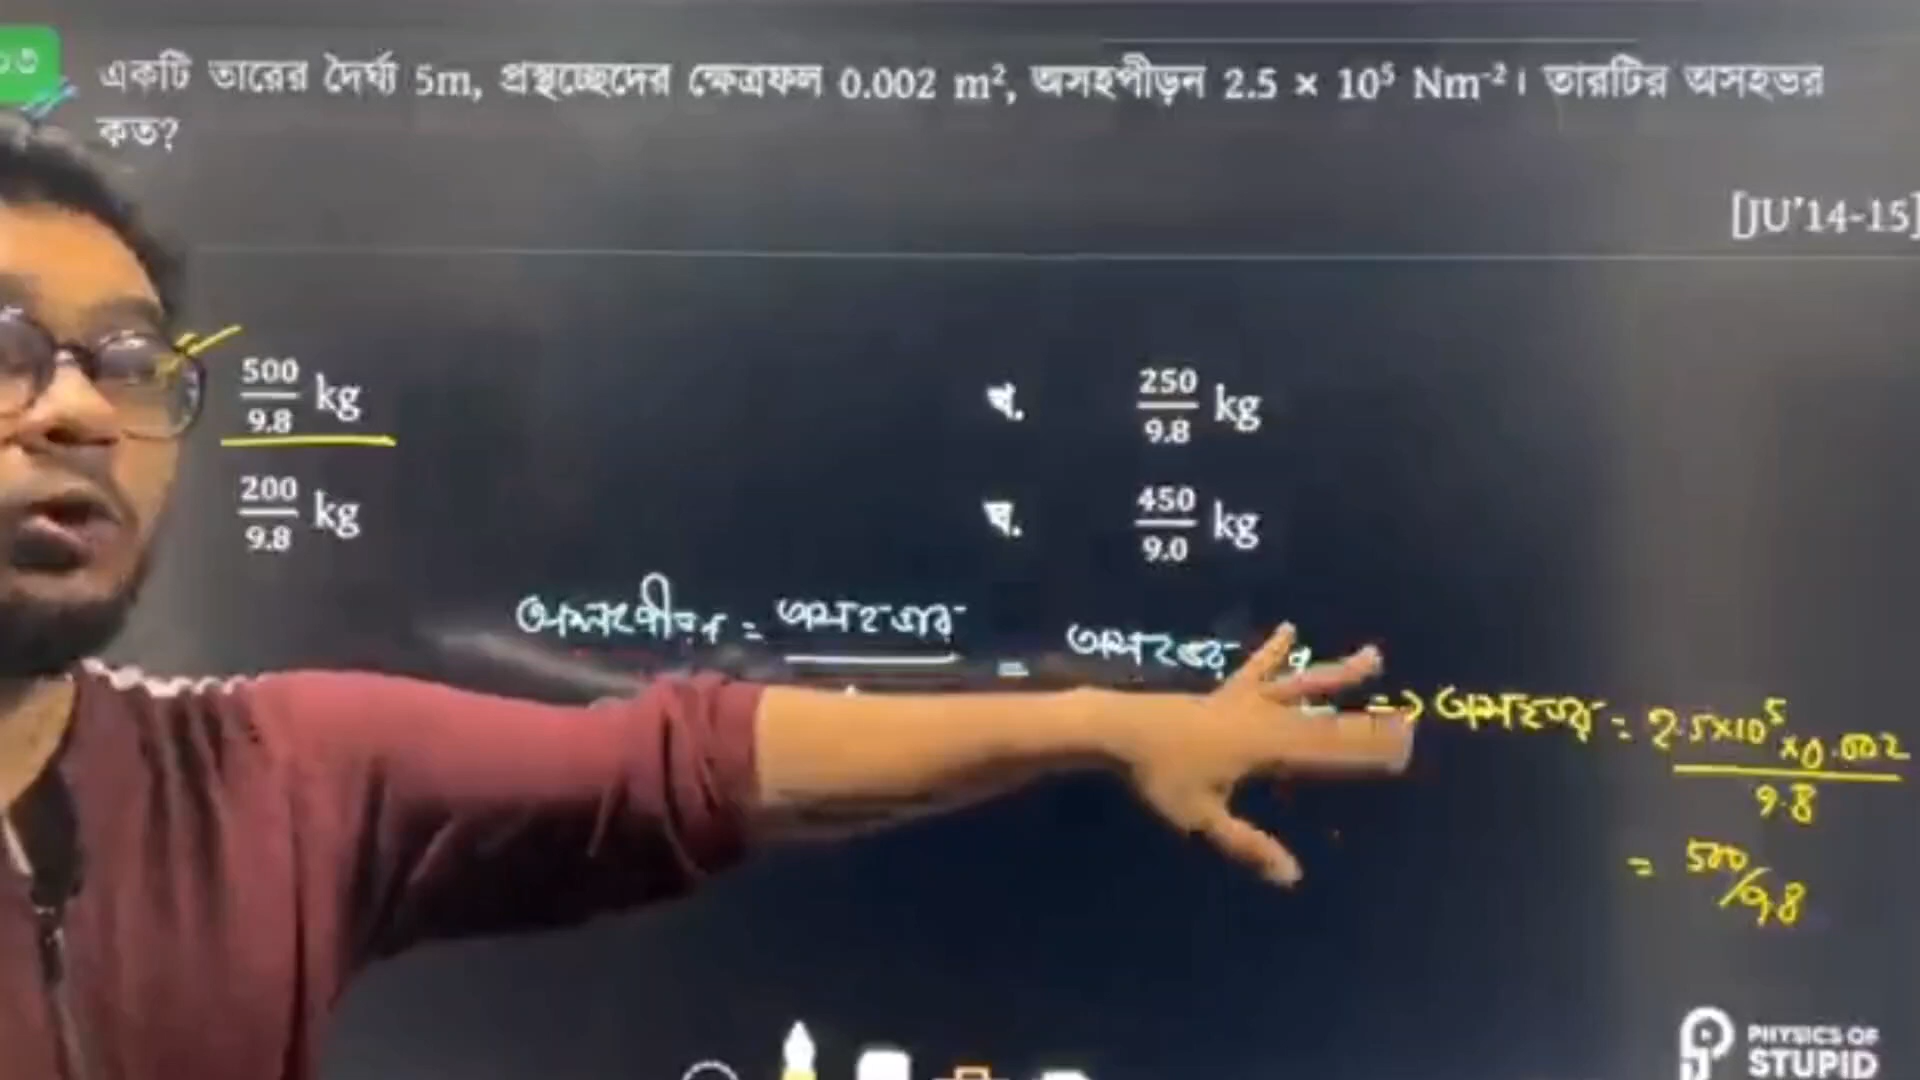 ০৩ একটি তারের দৈর্ঘ্য 5m, প্রস্থচ্ছেদের ক্ষেত্রফল 0.002 m², অসহপীড়ন 2.5 × 10⁵ Nm⁻²। তারটির অসহভর
কত?
[JU'14-15]
500/9.8 kg
খ. 250/9.8 kg
200/9.8 kg
ঘ. 450/9.0 kg
অসহপীড়ন = অসহভর
= অসহভর
=> অসহভর = 2.5×10⁵×0.002 / 9.8
= 500/9.8
PHYSICS OF
STUPID